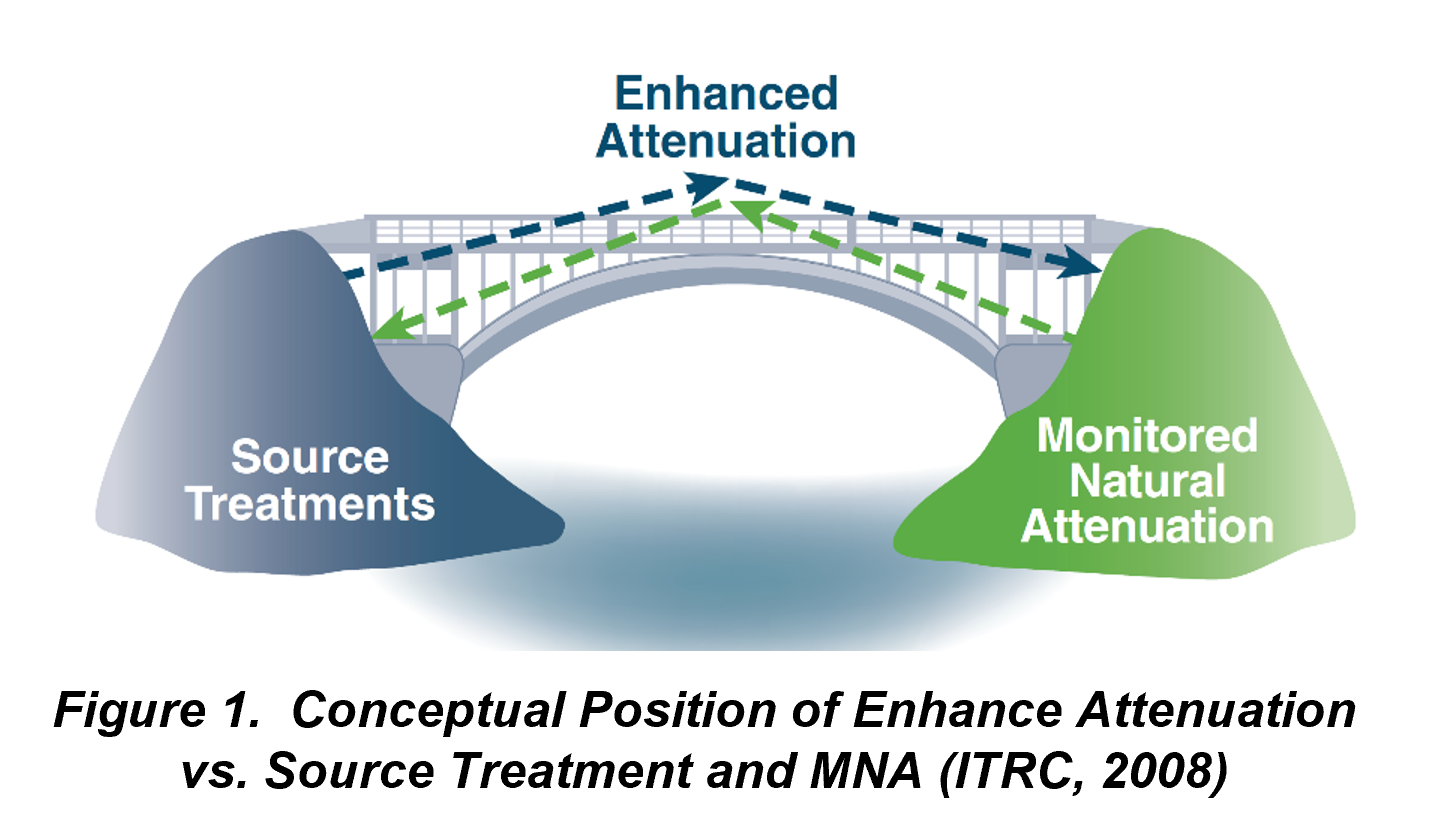 Enhanced
Attenuation
Source
Treatments
Monitored
Natural
Attenuation
Figure 1.  Conceptual Position of Enhance Attenuation
vs. Source Treatment and MNA (ITRC, 2008)